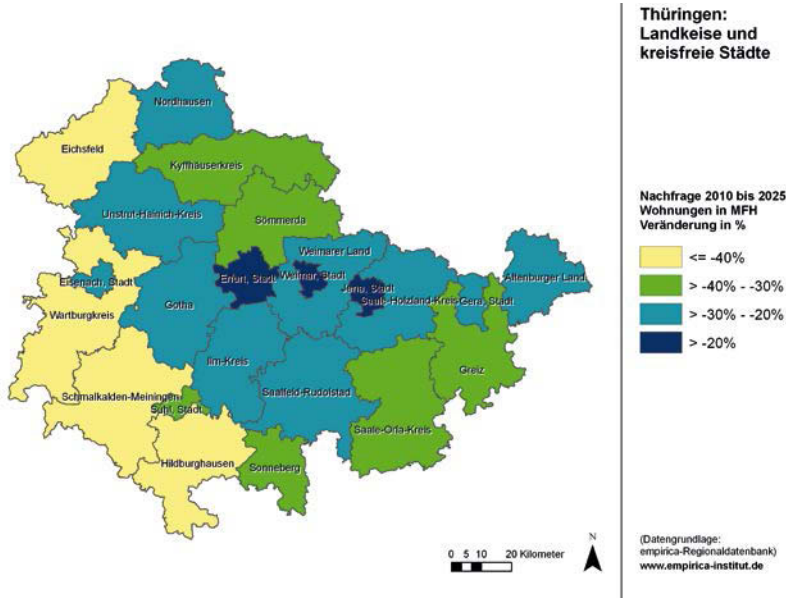 Thüringen:
Landkeise und
kreisfreie Städte
Nordhausen
Eichsfeld
Kyffhäuserkreis
Unstrut-Hainich-Kreis
Sömmerda
Weimarer Land
Eisenach, Stadt
Erfurt, Stadt
Weimar, Stadt
Jena, Stadt
Altenburger Land
Gotha
Saale-Holzland-Kreis
Gera, Stadt
Wartburgkreis
Ilm-Kreis
Greiz
Saalfeld-Rudolstadt
Schmalkalden-Meiningen
Suhl, Stadt
Saale-Orla-Kreis
Hildburghausen
Sonneberg
Nachfrage 2010 bis 2025
Wohnungen in MFH
Veränderung in %
<= -40%
> -40% - -30%
> -30% - -20%
> -20%
N
0 5 10 20 Kilometer
(Datengrundlage:
empirica-Regionaldatenbank)
www.empirica-institut.de